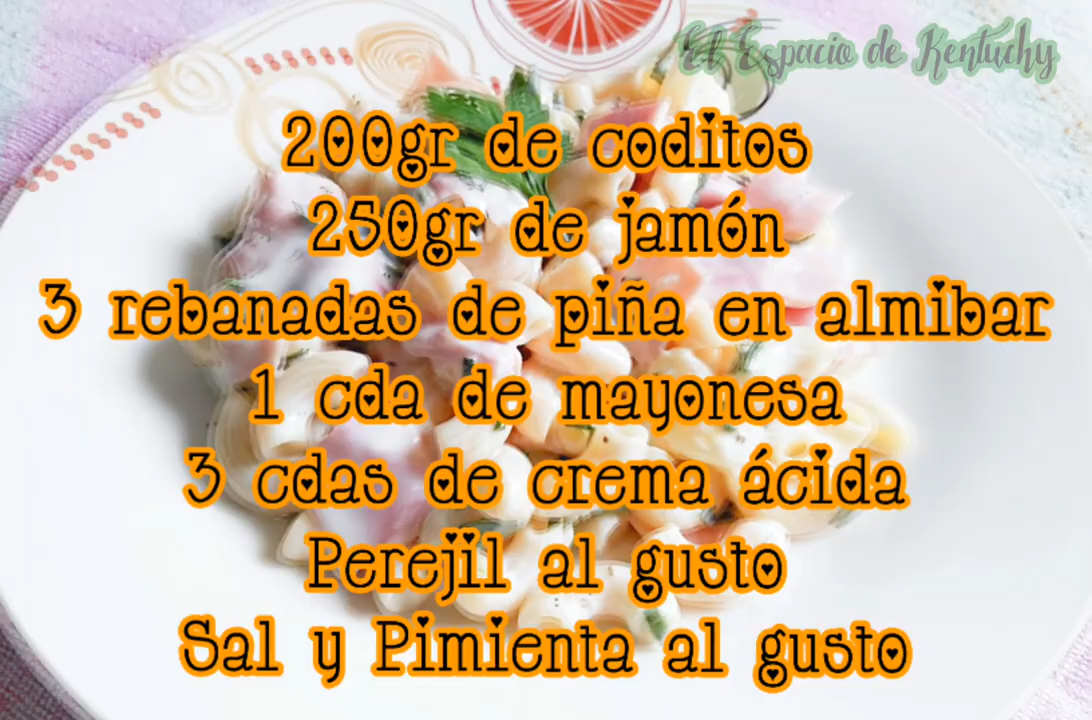 El Espacio de Kentuchy
200gr de coditos
250gr de jamón
3 rebanadas de piña en almibar
1 cda de mayonesa
3 cdas de crema ácida
Perejil al gusto
Sal y Pimienta al gusto